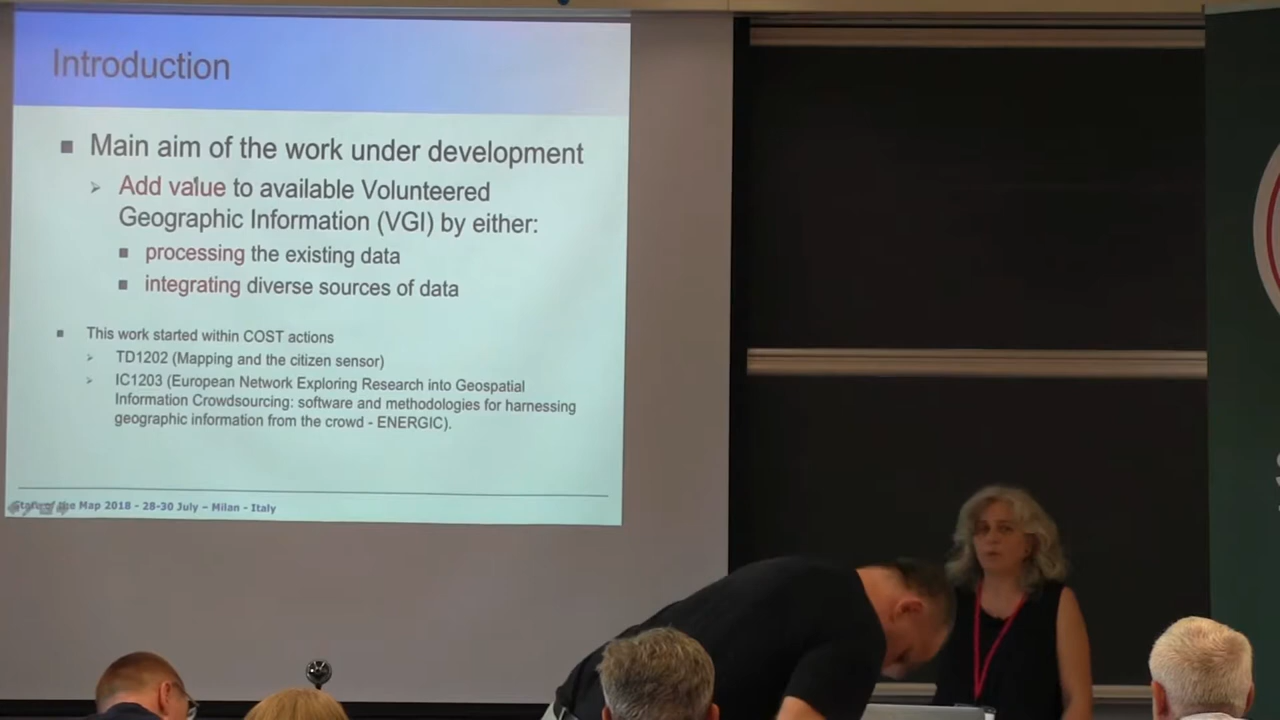 Introduction
Main aim of the work under development
Add value to available Volunteered
Geographic Information (VGI) by either:
processing the existing data
integrating diverse sources of data
This work started within COST actions
TD1202 (Mapping and the citizen sensor)
IC1203 (European Network Exploring Research into Geospatial
Information Crowdsourcing: software and methodologies for harnessing
geographic information from the crowd - ENERGIC).
State of the Map 2018 - 28-30 July – Milan - Italy